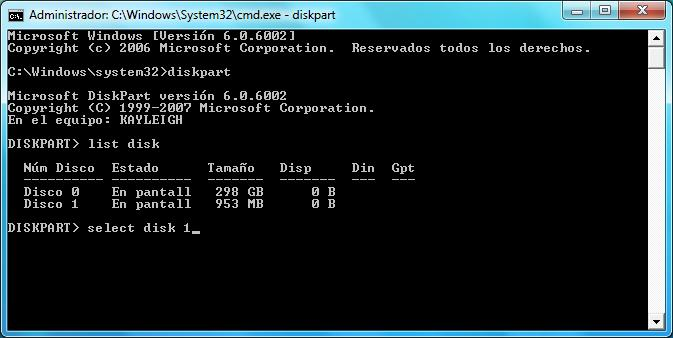 Administrador: C:\Windows\System32\cmd.exe - diskpart
Microsoft Windows [Versión 6.0.6002]
Copyright (c) 2006 Microsoft Corporation.  Reservados todos los derechos.
C:\Windows\system32>diskpart
Microsoft DiskPart versión 6.0.6002
Copyright (C) 1999-2007 Microsoft Corporation.
En el equipo: KAYLEIGH
DISKPART> list disk
  Núm Disco  Estado      Tamaño   Disp     Din  Gpt
  ---------- ----------  -------  -------  ---  ---
  Disco 0    En pantall   298 GB      0 B
  Disco 1    En pantall   953 MB      0 B
DISKPART> select disk 1_